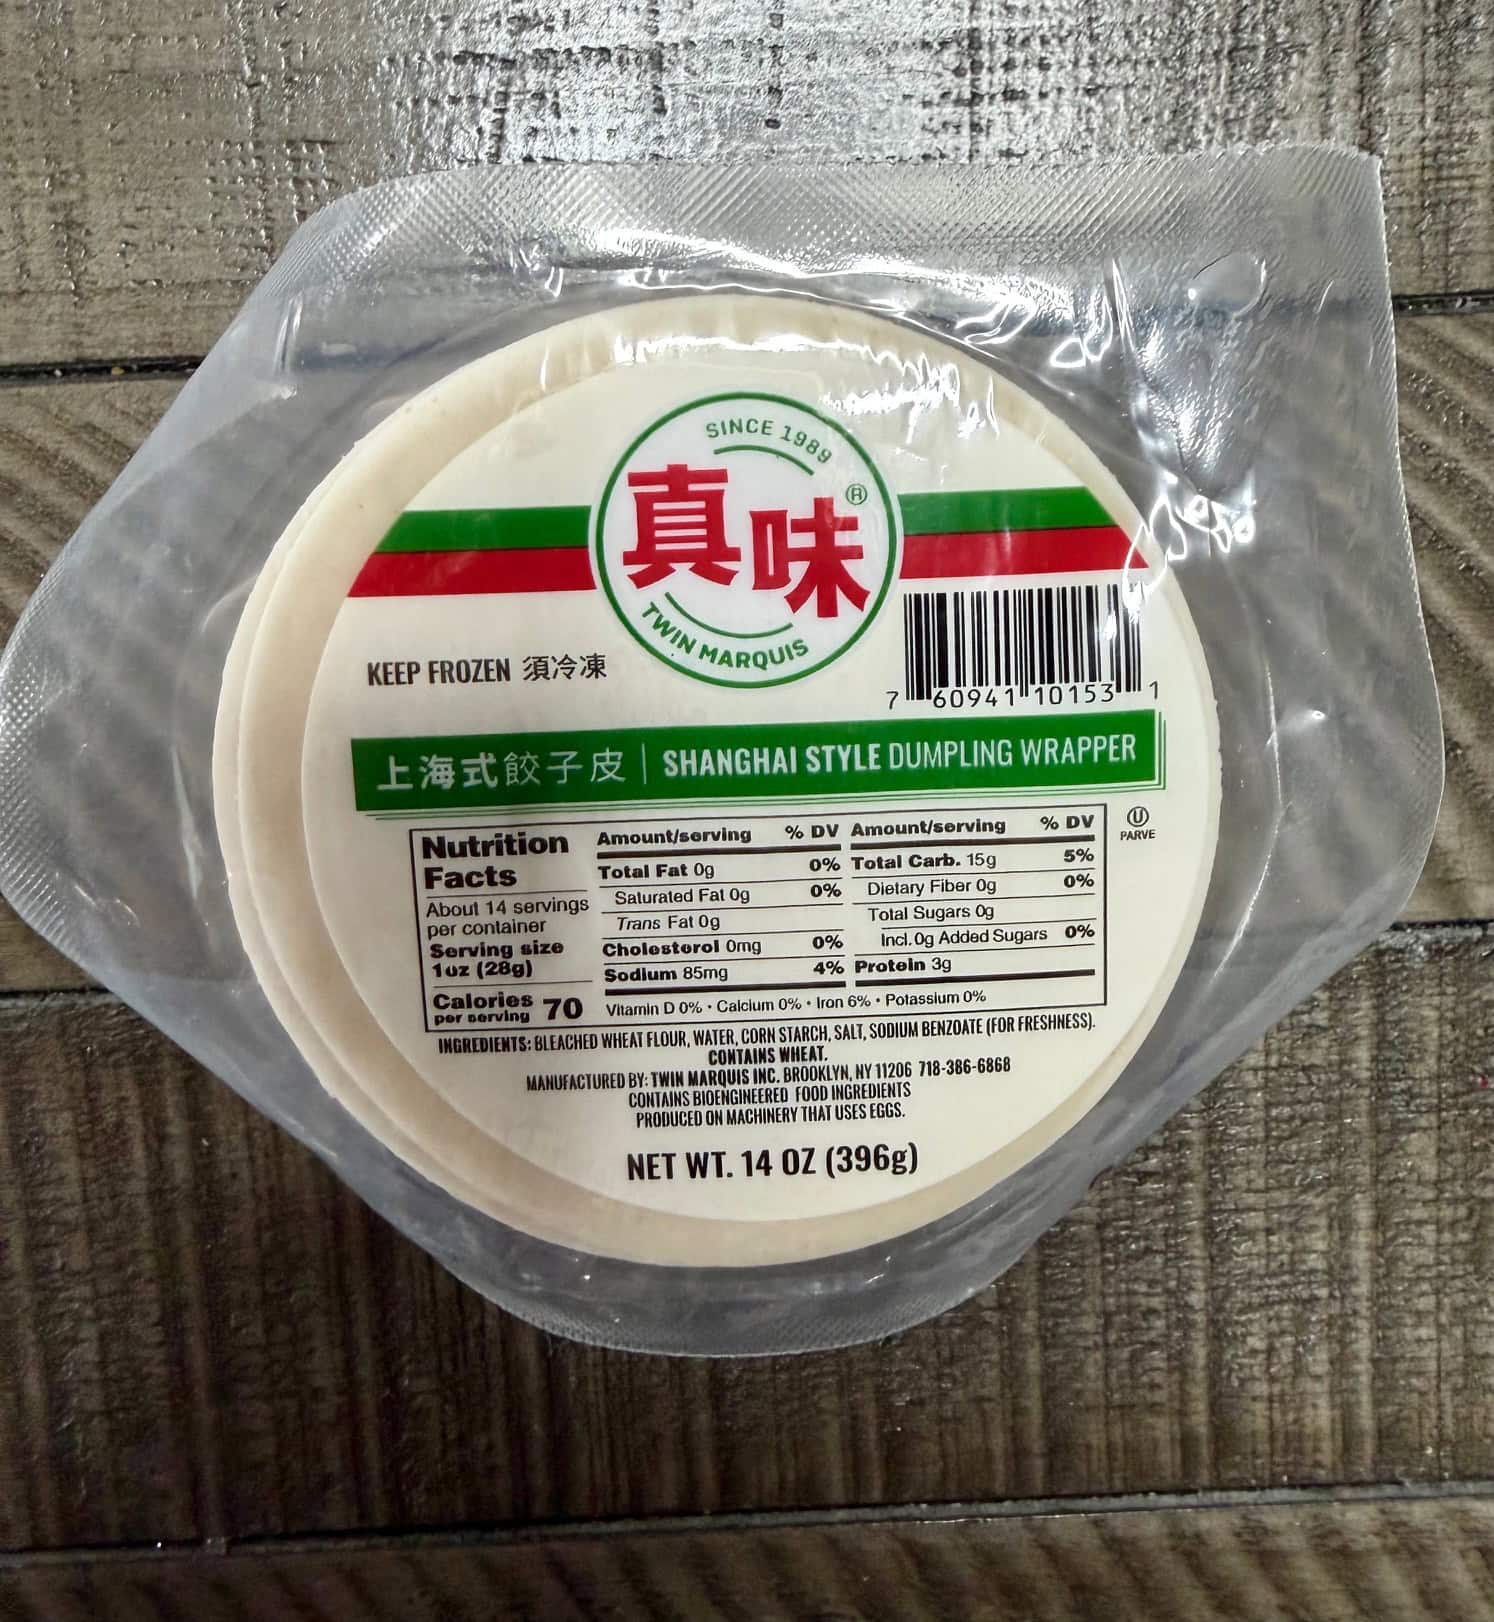 SINCE 1989
真味®
TWIN MARQUIS
KEEP FROZEN 須冷凍
7 60941 10153 1
上海式餃子皮 | SHANGHAI STYLE DUMPLING WRAPPER
U
PARVE
Nutrition
Facts
About 14 servings
per container
Serving size
1oz (28g)
Calories 70
per serving
Amount/serving % DV
Total Fat 0g 0%
Saturated Fat 0g 0%
Trans Fat 0g
Cholesterol 0mg 0%
Sodium 85mg 4%
Amount/serving % DV
Total Carb. 15g 5%
Dietary Fiber 0g 0%
Total Sugars 0g
Incl. 0g Added Sugars 0%
Protein 3g
Vitamin D 0% • Calcium 0% • Iron 6% • Potassium 0%
INGREDIENTS: BLEACHED WHEAT FLOUR, WATER, CORN STARCH, SALT, SODIUM BENZOATE (FOR FRESHNESS).
CONTAINS WHEAT.
MANUFACTURED BY: TWIN MARQUIS INC. BROOKLYN, NY 11206 718-386-6868
CONTAINS BIOENGINEERED FOOD INGREDIENTS
PRODUCED ON MACHINERY THAT USES EGGS.
NET WT. 14 OZ (396g)